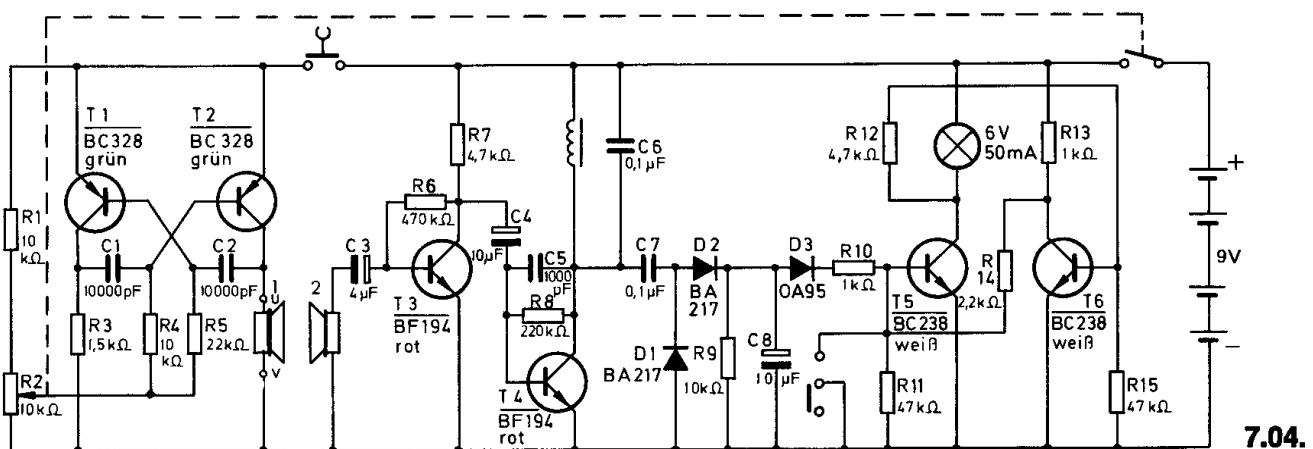 T 1
BC328
grün
T2
BC 328
grün
R1
10
kΩ
R2
10kΩ
C1
10000pF
C2
10000pF
R3
1,5kΩ
R4
10
kΩ
R5
22kΩ
1
u
v
2
C3
4µF
R6
470kΩ
R7
4,7kΩ
T3
BF194
rot
C4
10µF
C5
1000
pF
R8
220kΩ
T4
BF194
rot
C6
0,1µF
C7
0,1µF
D1
BA217
D2
BA
217
R9
10kΩ
C8
10 µF
D3
OA95
R10
1kΩ
R11
47kΩ
R12
4,7kΩ
6V
50mA
R13
1kΩ
R
14
2,2kΩ
T5
BC238
weiß
T6
BC238
weiß
R15
47kΩ
+
9V
−
7.04.